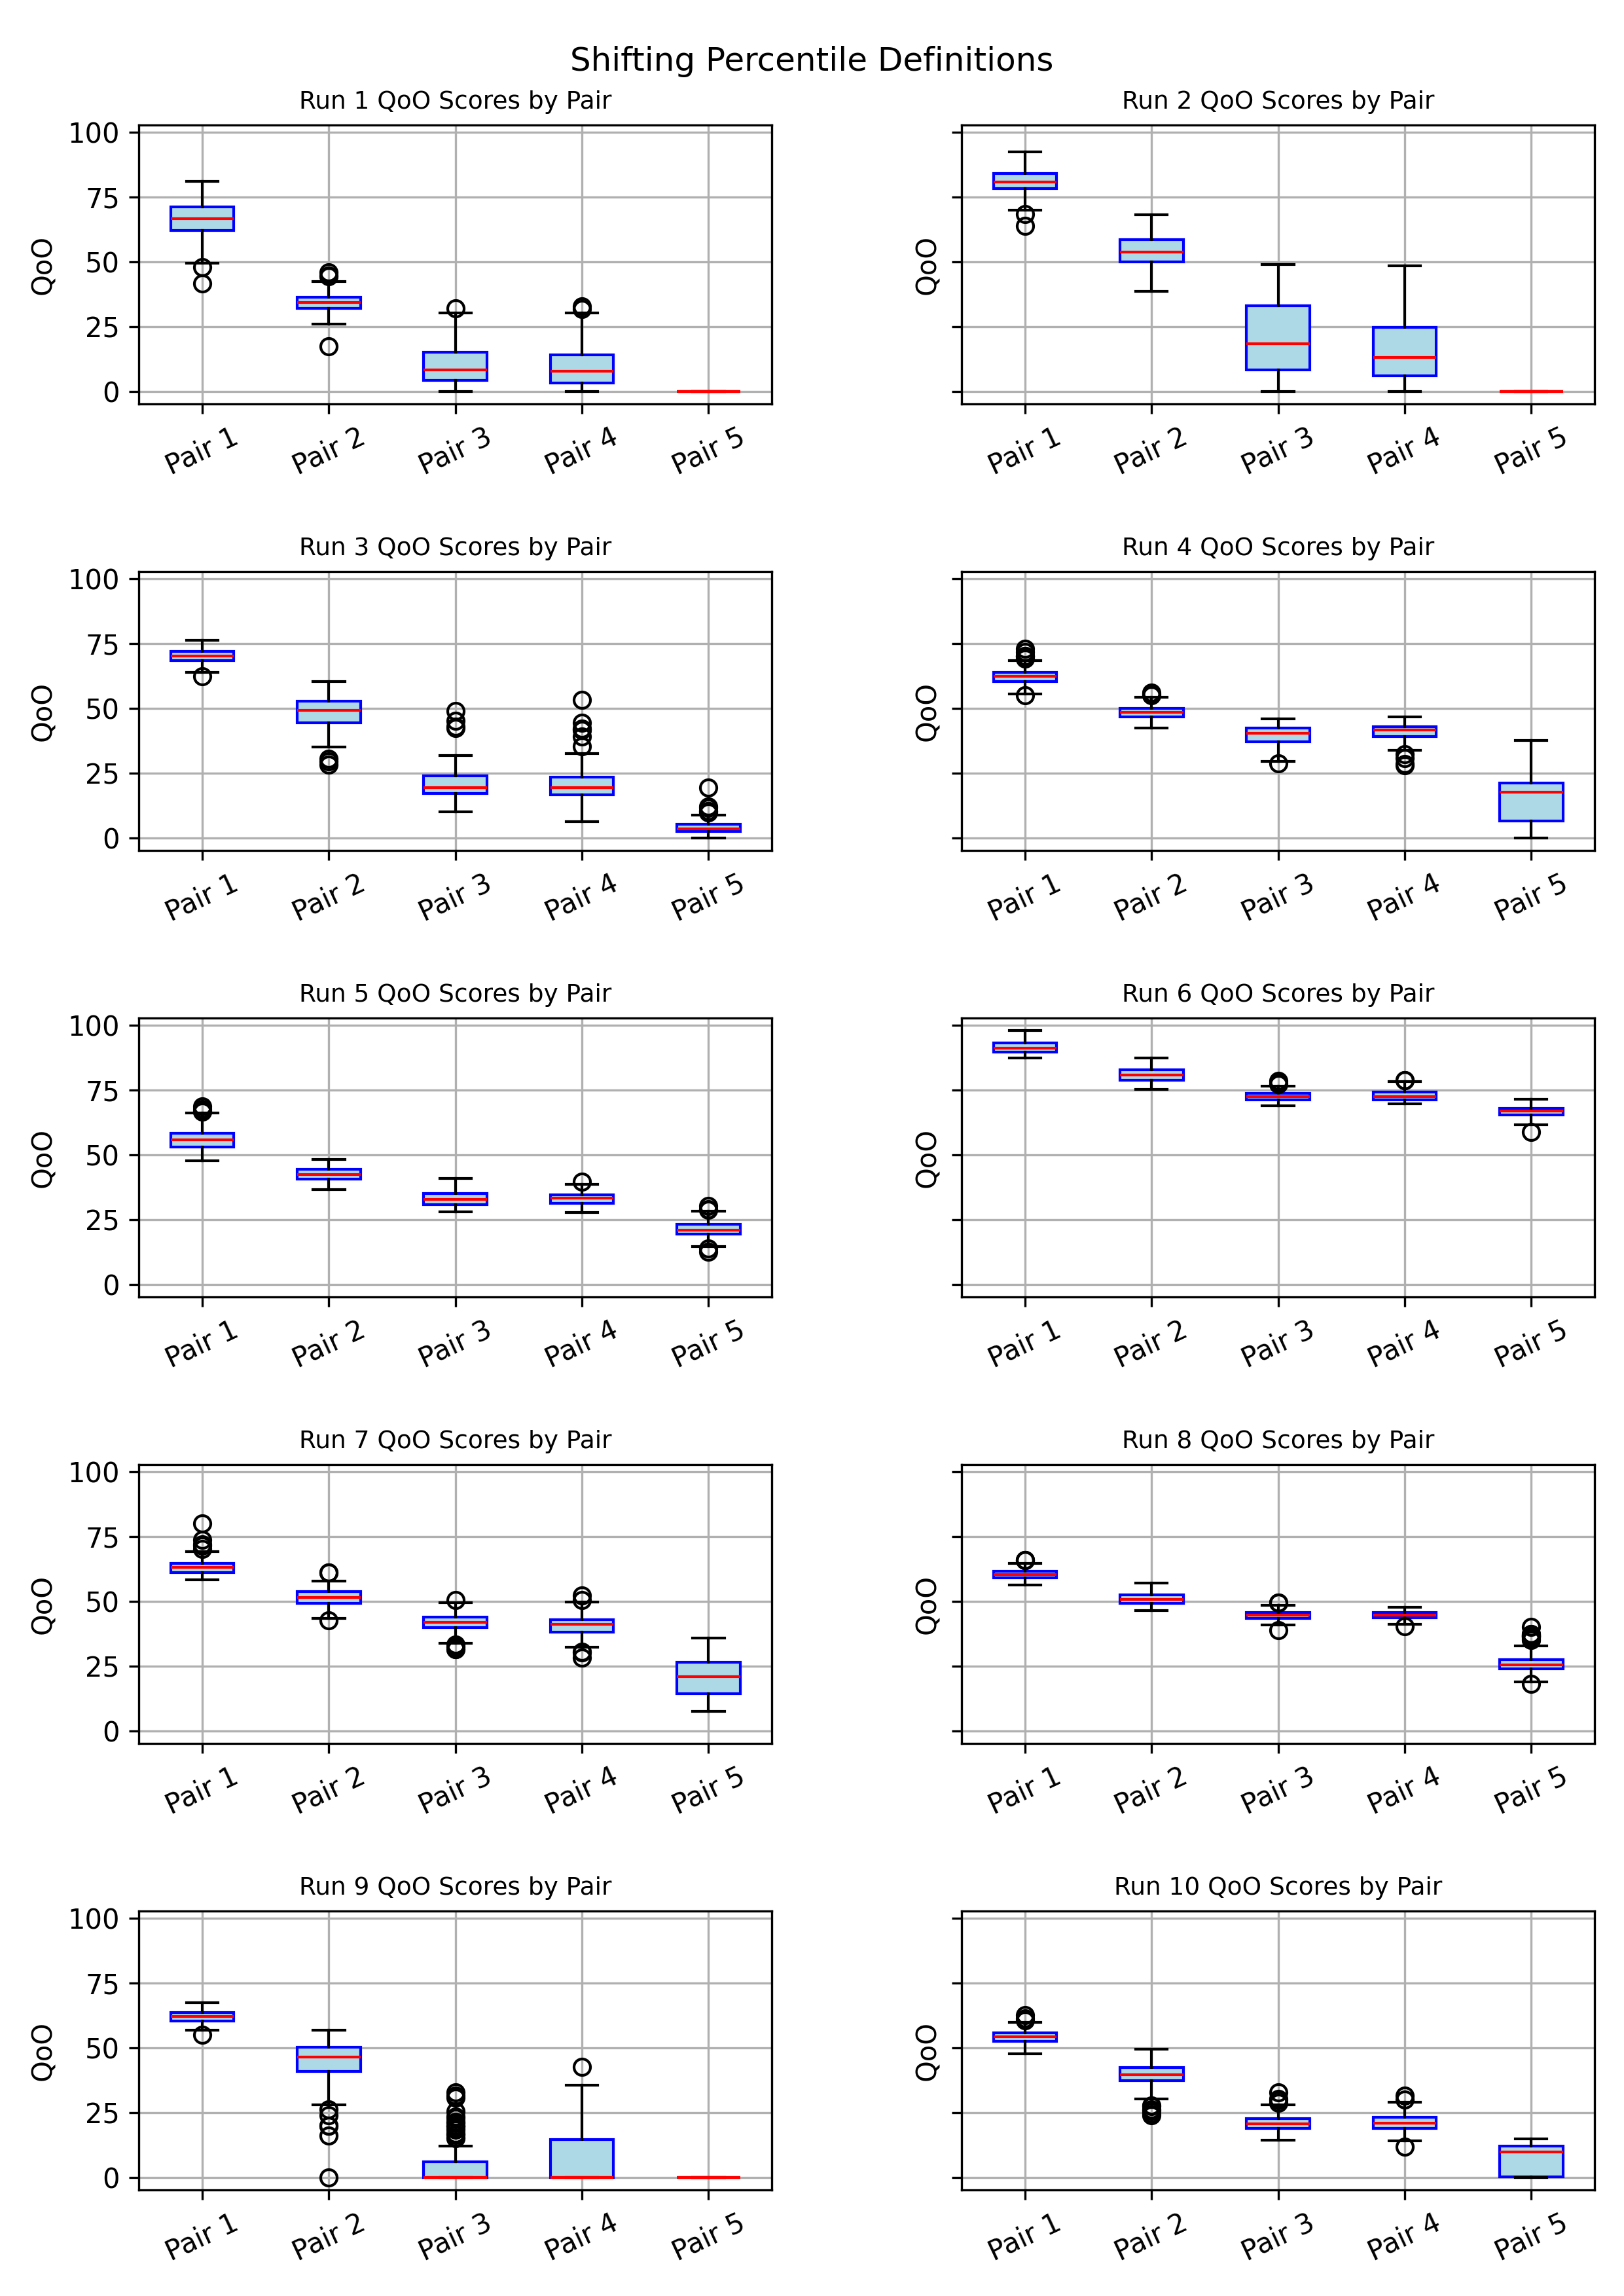 Shifting Percentile Definitions
Run 1 QoO Scores by Pair
QoO
100
75
50
25
0
Pair 1
Pair 2
Pair 3
Pair 4
Pair 5
Run 2 QoO Scores by Pair
QoO
Pair 1
Pair 2
Pair 3
Pair 4
Pair 5
Run 3 QoO Scores by Pair
QoO
100
75
50
25
0
Pair 1
Pair 2
Pair 3
Pair 4
Pair 5
Run 4 QoO Scores by Pair
QoO
Pair 1
Pair 2
Pair 3
Pair 4
Pair 5
Run 5 QoO Scores by Pair
QoO
100
75
50
25
0
Pair 1
Pair 2
Pair 3
Pair 4
Pair 5
Run 6 QoO Scores by Pair
QoO
Pair 1
Pair 2
Pair 3
Pair 4
Pair 5
Run 7 QoO Scores by Pair
QoO
100
75
50
25
0
Pair 1
Pair 2
Pair 3
Pair 4
Pair 5
Run 8 QoO Scores by Pair
QoO
Pair 1
Pair 2
Pair 3
Pair 4
Pair 5
Run 9 QoO Scores by Pair
QoO
100
75
50
25
0
Pair 1
Pair 2
Pair 3
Pair 4
Pair 5
Run 10 QoO Scores by Pair
QoO
Pair 1
Pair 2
Pair 3
Pair 4
Pair 5